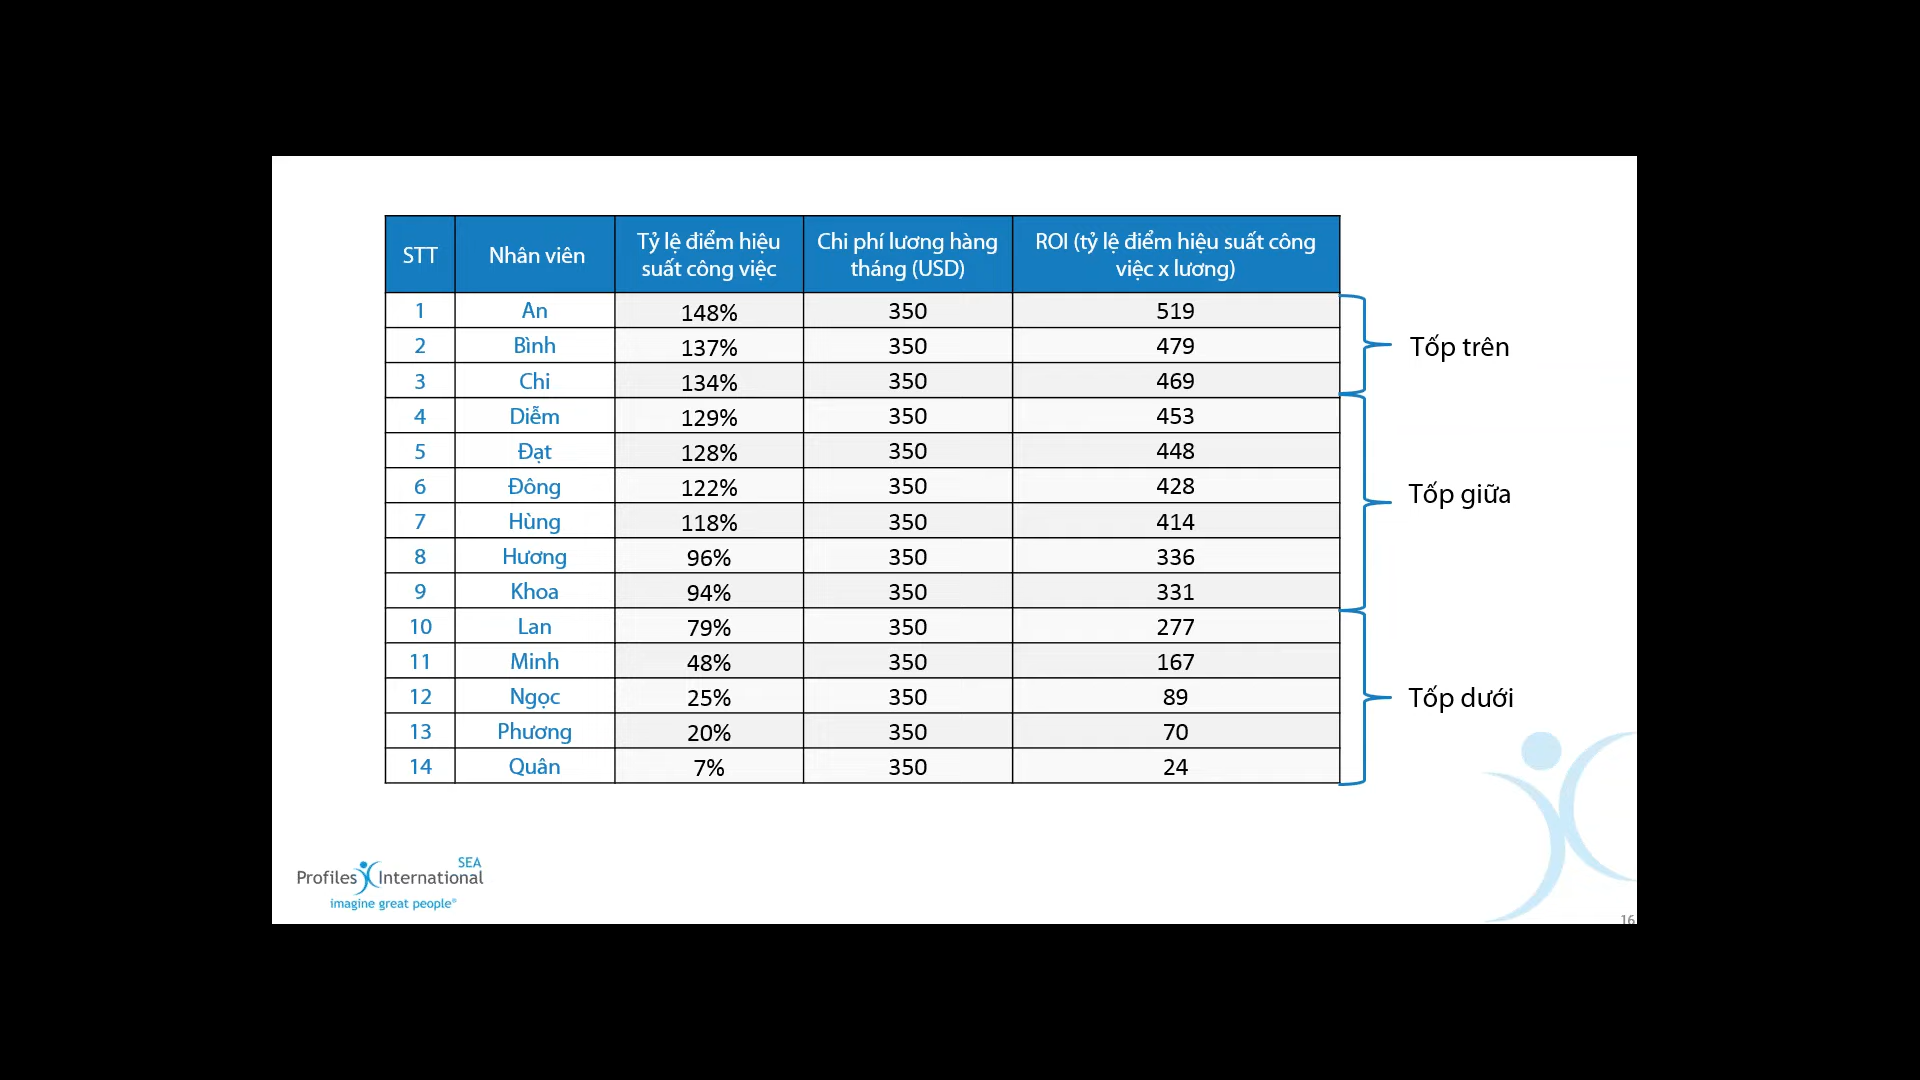 STT Nhân viên Tỷ lệ điểm hiệu suất công việc Chi phí lương hàng tháng (USD) ROI (tỷ lệ điểm hiệu suất công việc x lương)
1 An 148% 350 519
2 Bình 137% 350 479
3 Chi 134% 350 469
4 Diễm 129% 350 453
5 Đạt 128% 350 448
6 Đông 122% 350 428
7 Hùng 118% 350 414
8 Hương 96% 350 336
9 Khoa 94% 350 331
10 Lan 79% 350 277
11 Minh 48% 350 167
12 Ngọc 25% 350 89
13 Phương 20% 350 70
14 Quân 7% 350 24
Tốp trên
Tốp giữa
Tốp dưới
SEA
Profiles International
imagine great people®
16